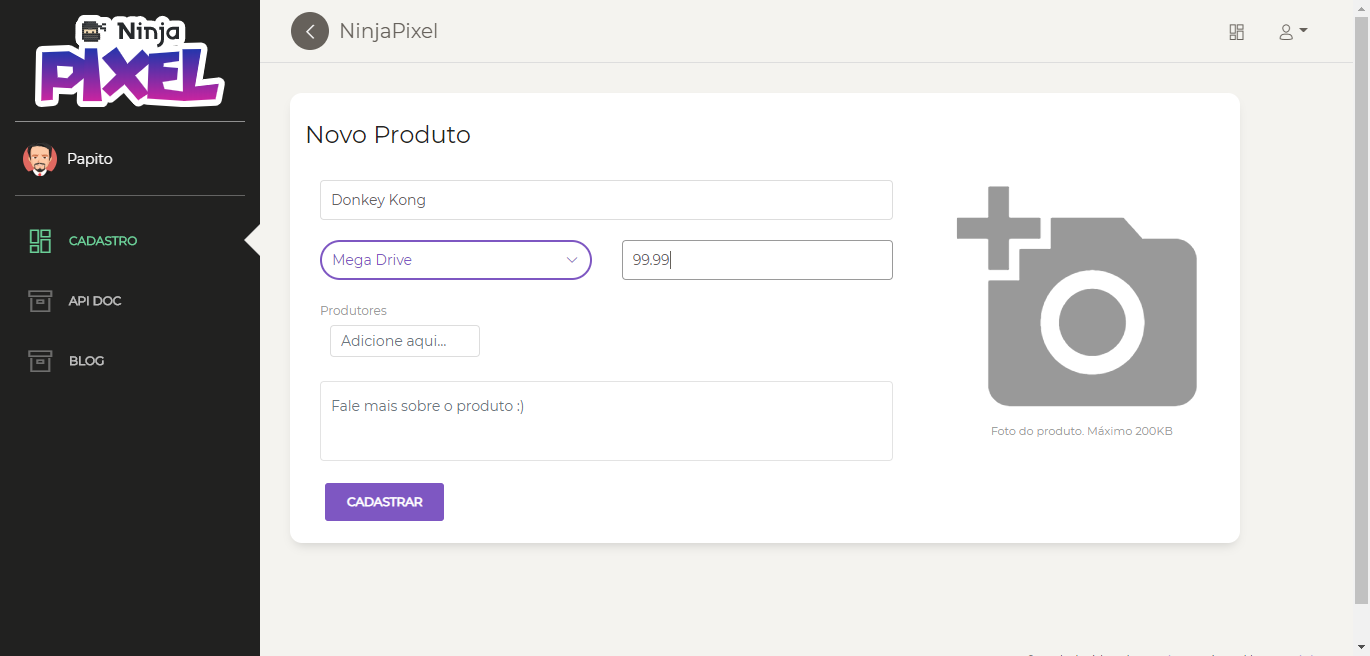 Ninja
PIXEL
NinjaPixel
Papito
CADASTRO
API DOC
BLOG
Novo Produto
Donkey Kong
Mega Drive
99.99
Produtores
Adicione aqui...
Fale mais sobre o produto :)
Foto do produto. Máximo 200KB
CADASTRAR